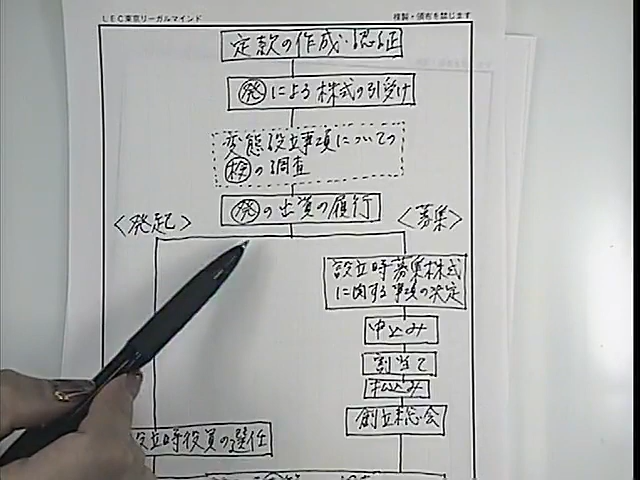 LEC東京リーガルマインド
複製・頒布を禁じます
定款の作成・認証
発による株式の引受け
変態設立事項についての
検の調査
発の出資の履行
<発起>
<募集>
設立時募集株式
に関する事項の決定
申込み
割当て
払込み
創立総会
設立時役員の選任